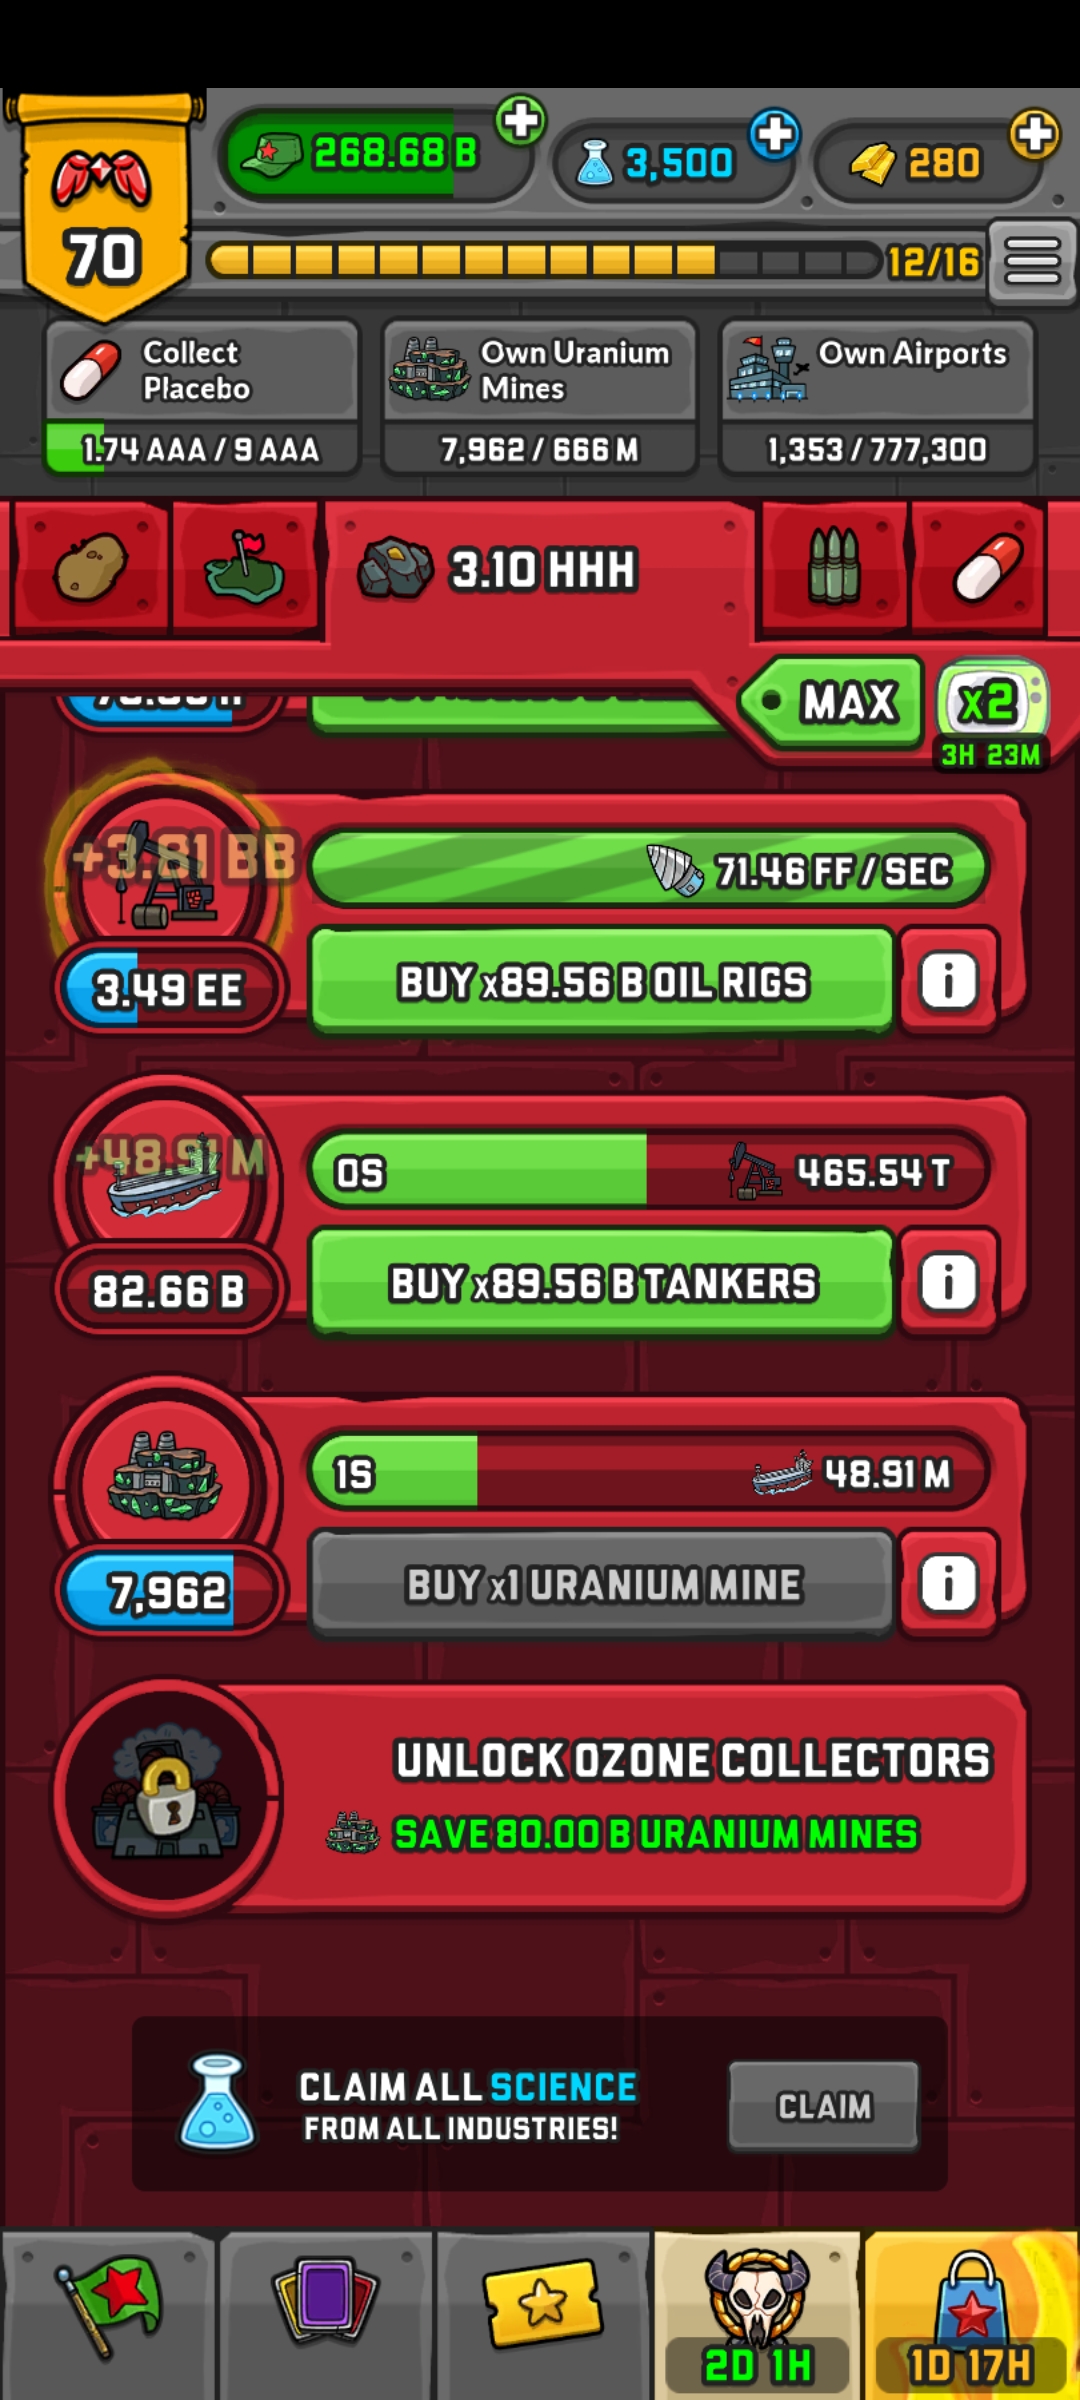 268.68 B
3,500
280
70
12/16
Collect
Placebo
Own Uranium
Mines
Own Airports
1.74 AAA / 9 AAA
7,962 / 666 M
1,353 / 777,300
3.10 HHH
MAX
x2
3H 23M
+3.81 BB
71.46 FF / SEC
3.49 EE
BUY x89.56 B OIL RIGS
i
+48.91 M
0S
465.54 T
82.66 B
BUY x89.56 B TANKERS
i
1S
48.91 M
7,962
BUY x1 URANIUM MINE
i
UNLOCK OZONE COLLECTORS
SAVE 80.00 B URANIUM MINES
CLAIM ALL SCIENCE
FROM ALL INDUSTRIES!
CLAIM
2D 1H
1D 17H